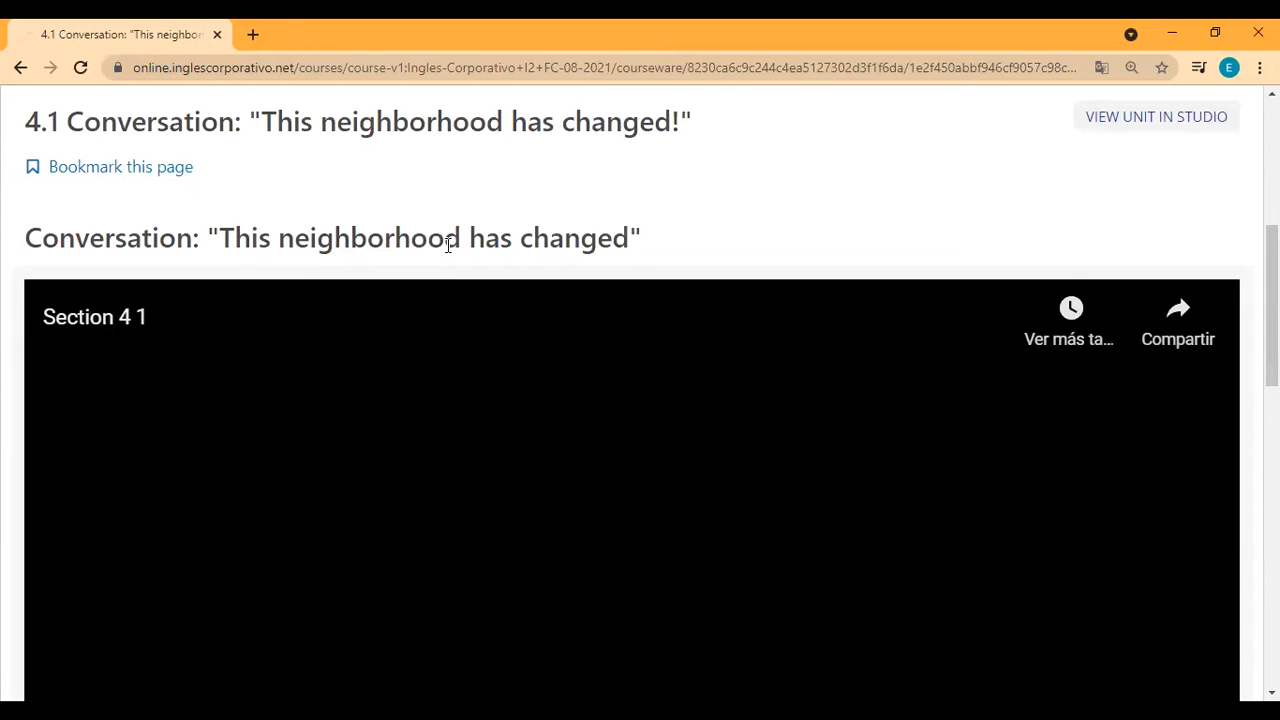 4.1 Conversation: "This neighbor
online.inglescorporativo.net/courses/course-v1:Ingles-Corporativo+I2+FC-08-2021/courseware/8230ca6c9c244c4ea5127302d3f1f6da/1e2f450abbf946cf9057c98c...
E
4.1 Conversation: "This neighborhood has changed!"
VIEW UNIT IN STUDIO
Bookmark this page
Conversation: "This neighborhood has changed"
Section 4 1
Ver más ta...
Compartir